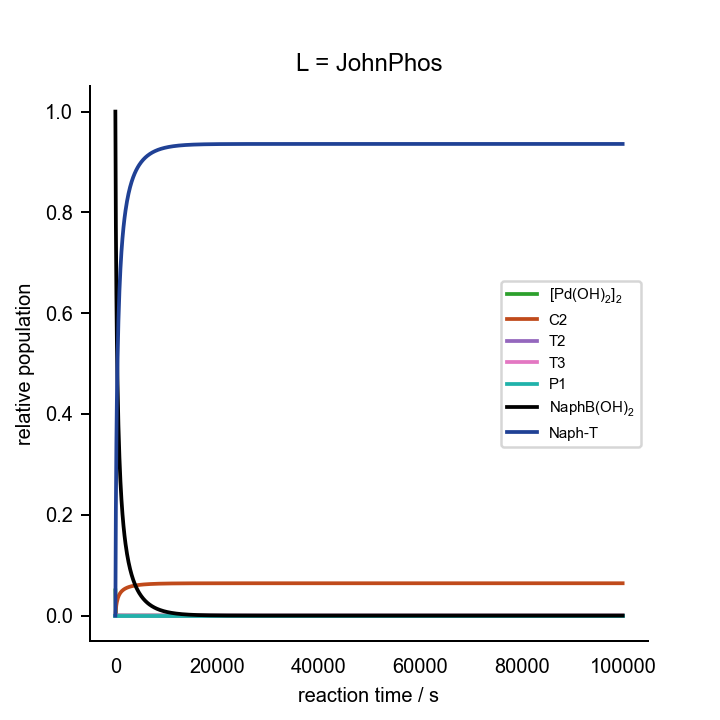 L = JohnPhos
1.0
0.8
0.6
0.4
0.2
0.0
relative population
[Pd(OH)₂]₂
C2
T2
T3
P1
NaphB(OH)₂
Naph-T
0 20000 40000 60000 80000 100000
reaction time / s